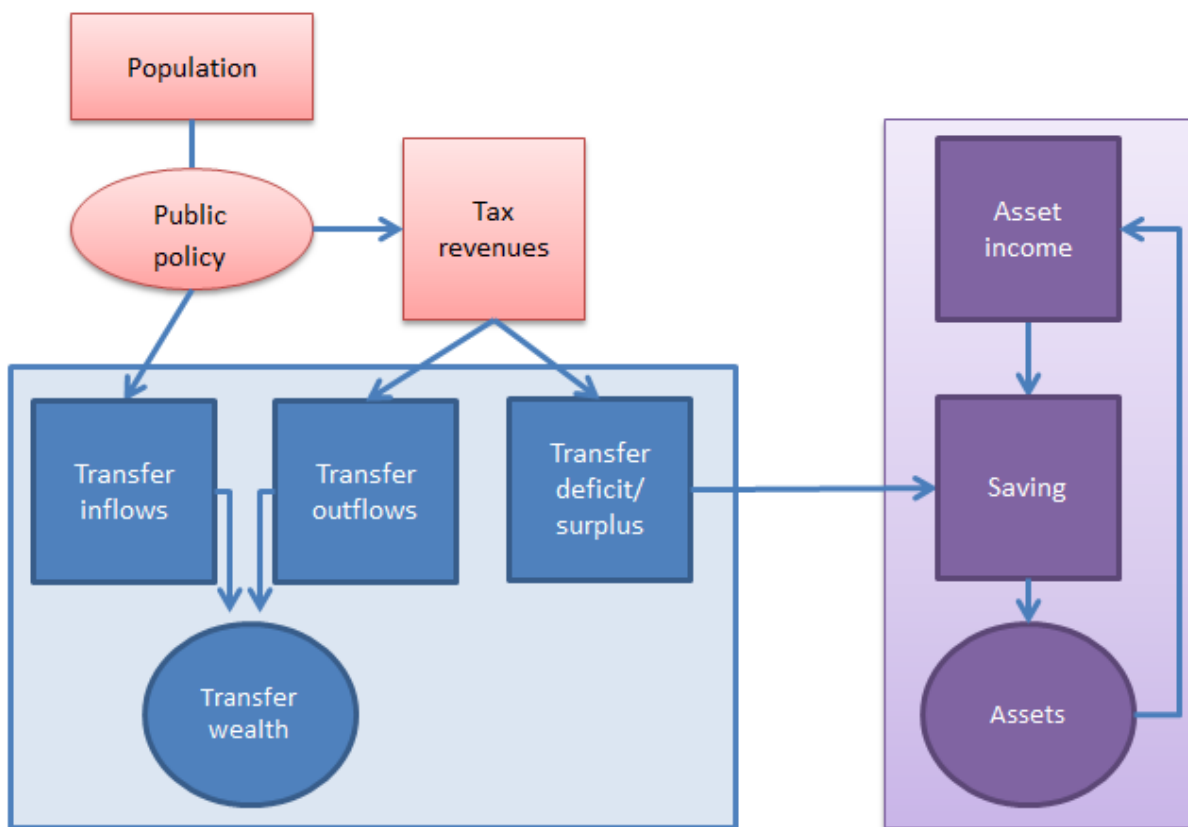 Population
Public
policy
Tax
revenues
Asset
income
Transfer
inflows
Transfer
outflows
Transfer
deficit/
surplus
Saving
Transfer
wealth
Assets